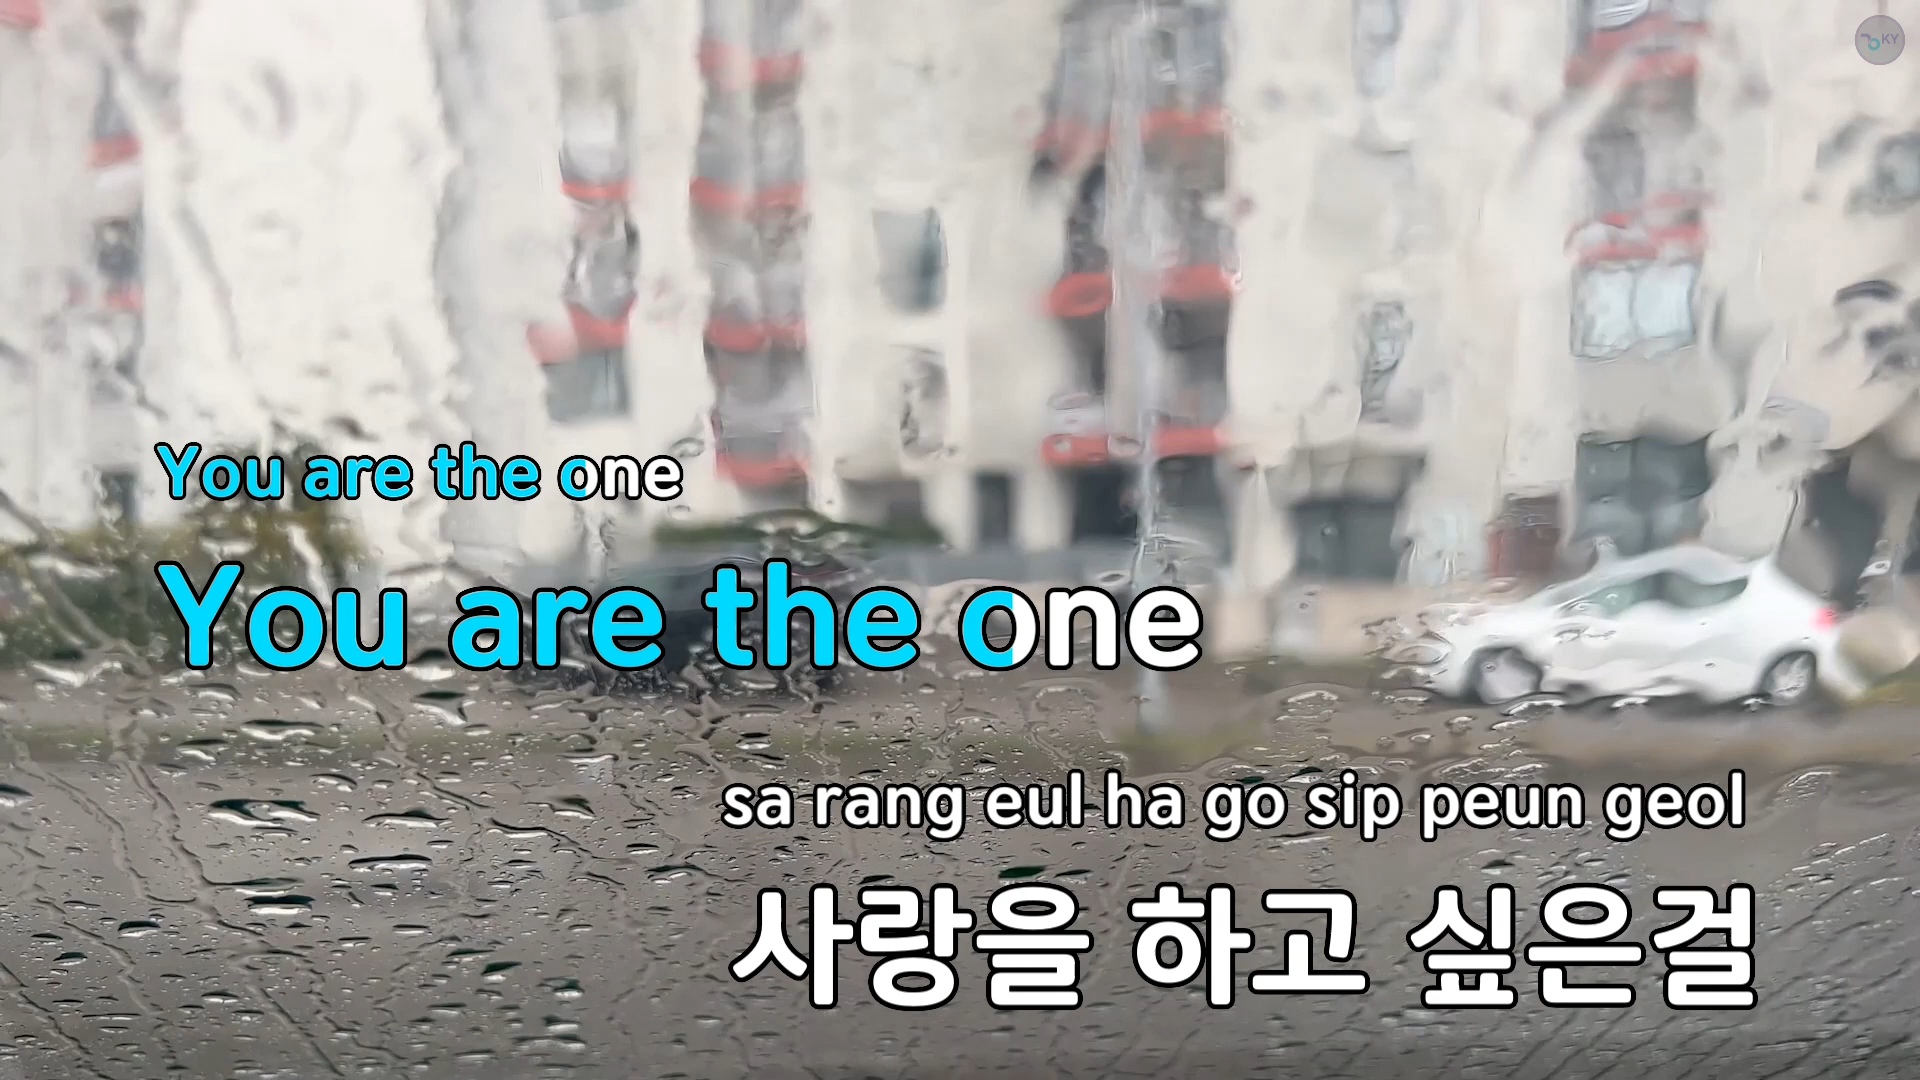 KY
You are the one
You are the one
sa rang eul ha go sip peun geol
사랑을 하고 싶은걸